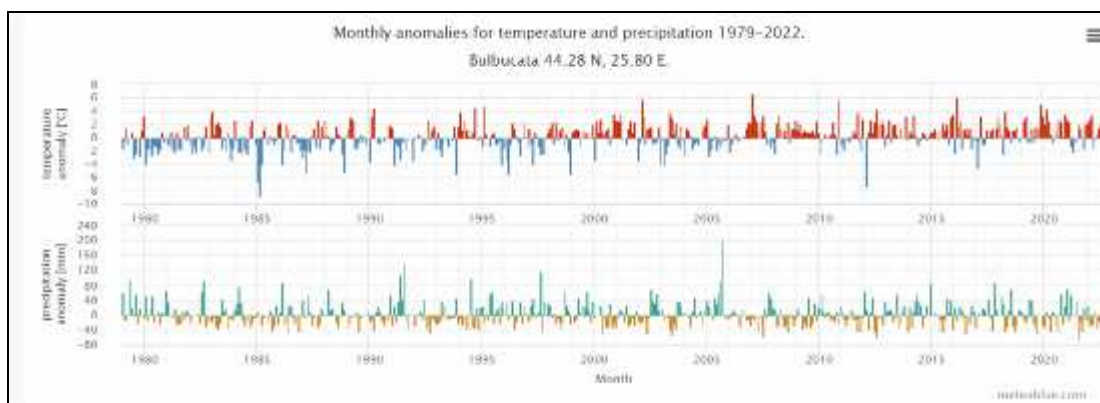 Monthly anomalies for temperature and precipitation 1979-2022.
Bulbucata 44.28 N, 25.80 E.
temperature
anomaly [°C]
8
6
4
2
0
-2
-4
-6
-8
-10
1980 1985 1990 1995 2000 2005 2010 2015 2020
precipitation
anomaly [mm]
240
200
160
120
80
40
0
-40
-80
1980 1985 1990 1995 2000 2005 2010 2015 2020
Month
meteoblue.com